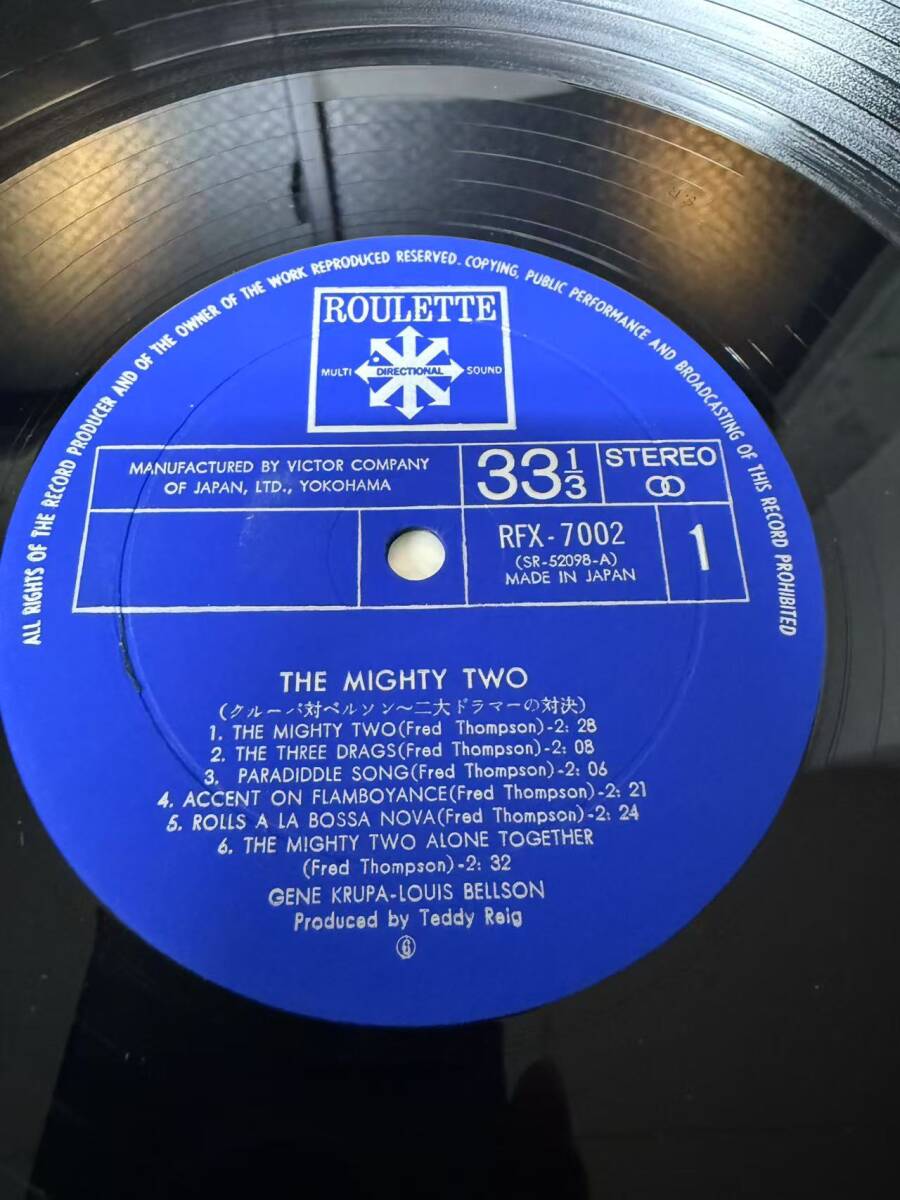 ALL RIGHTS OF THE RECORD PRODUCER AND OF THE OWNER OF THE WORK REPRODUCED RESERVED. COPYING, PUBLIC PERFORMANCE AND BROADCASTING OF THIS RECORD PROHIBITED
ROULETTE
MULTI DIRECTIONAL SOUND
MANUFACTURED BY VICTOR COMPANY
OF JAPAN, LTD., YOKOHAMA
33 1/3
STEREO
RFX-7002
(SR-52098-A)
MADE IN JAPAN
1
THE MIGHTY TWO
(クルーパ対ベルソン〜二大ドラマーの対決)
1. THE MIGHTY TWO(Fred Thompson)-2: 28
2. THE THREE DRAGS(Fred Thompson)-2: 08
3. PARADIDDLE SONG(Fred Thompson)-2: 06
4. ACCENT ON FLAMBOYANCE(Fred Thompson)-2: 21
5. ROLLS A LA BOSSA NOVA(Fred Thompson)-2: 24
6. THE MIGHTY TWO ALONE TOGETHER
(Fred Thompson)-2: 32
GENE KRUPA-LOUIS BELLSON
Produced by Teddy Reig